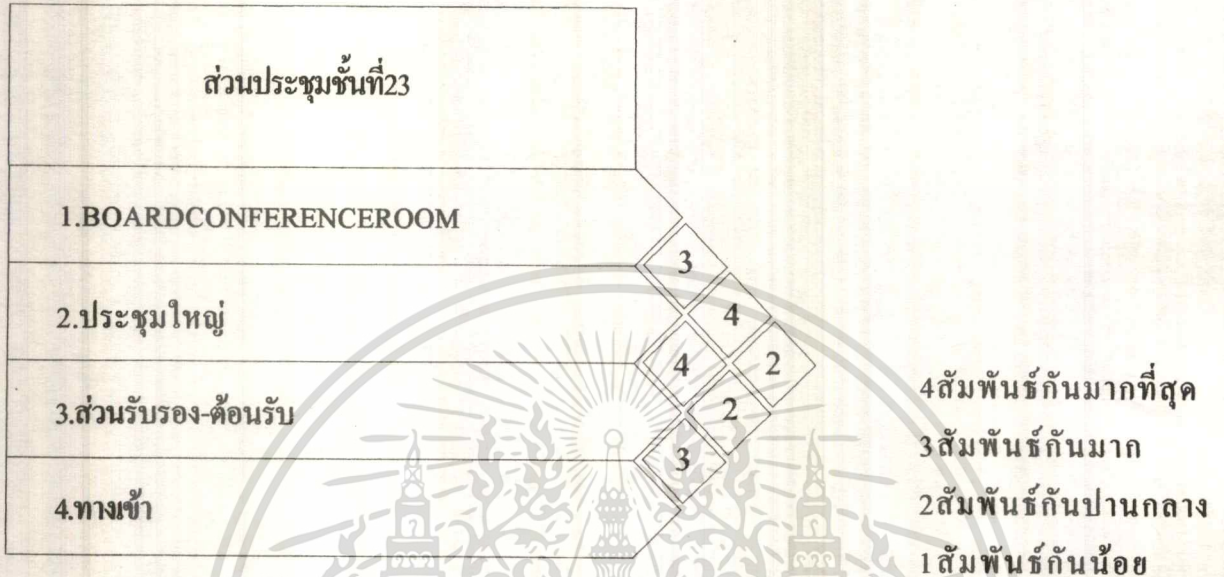 ส่วนประชุมชั้นที่23
1.BOARDCONFERENCEROOM
3
2.ประชุมใหญ่
4
4
2
3.ส่วนรับรอง-ต้อนรับ
2
3
4.ทางเข้า
4สัมพันธ์กันมากที่สุด
3สัมพันธ์กันมาก
2สัมพันธ์กันปานกลาง
1สัมพันธ์กันน้อย